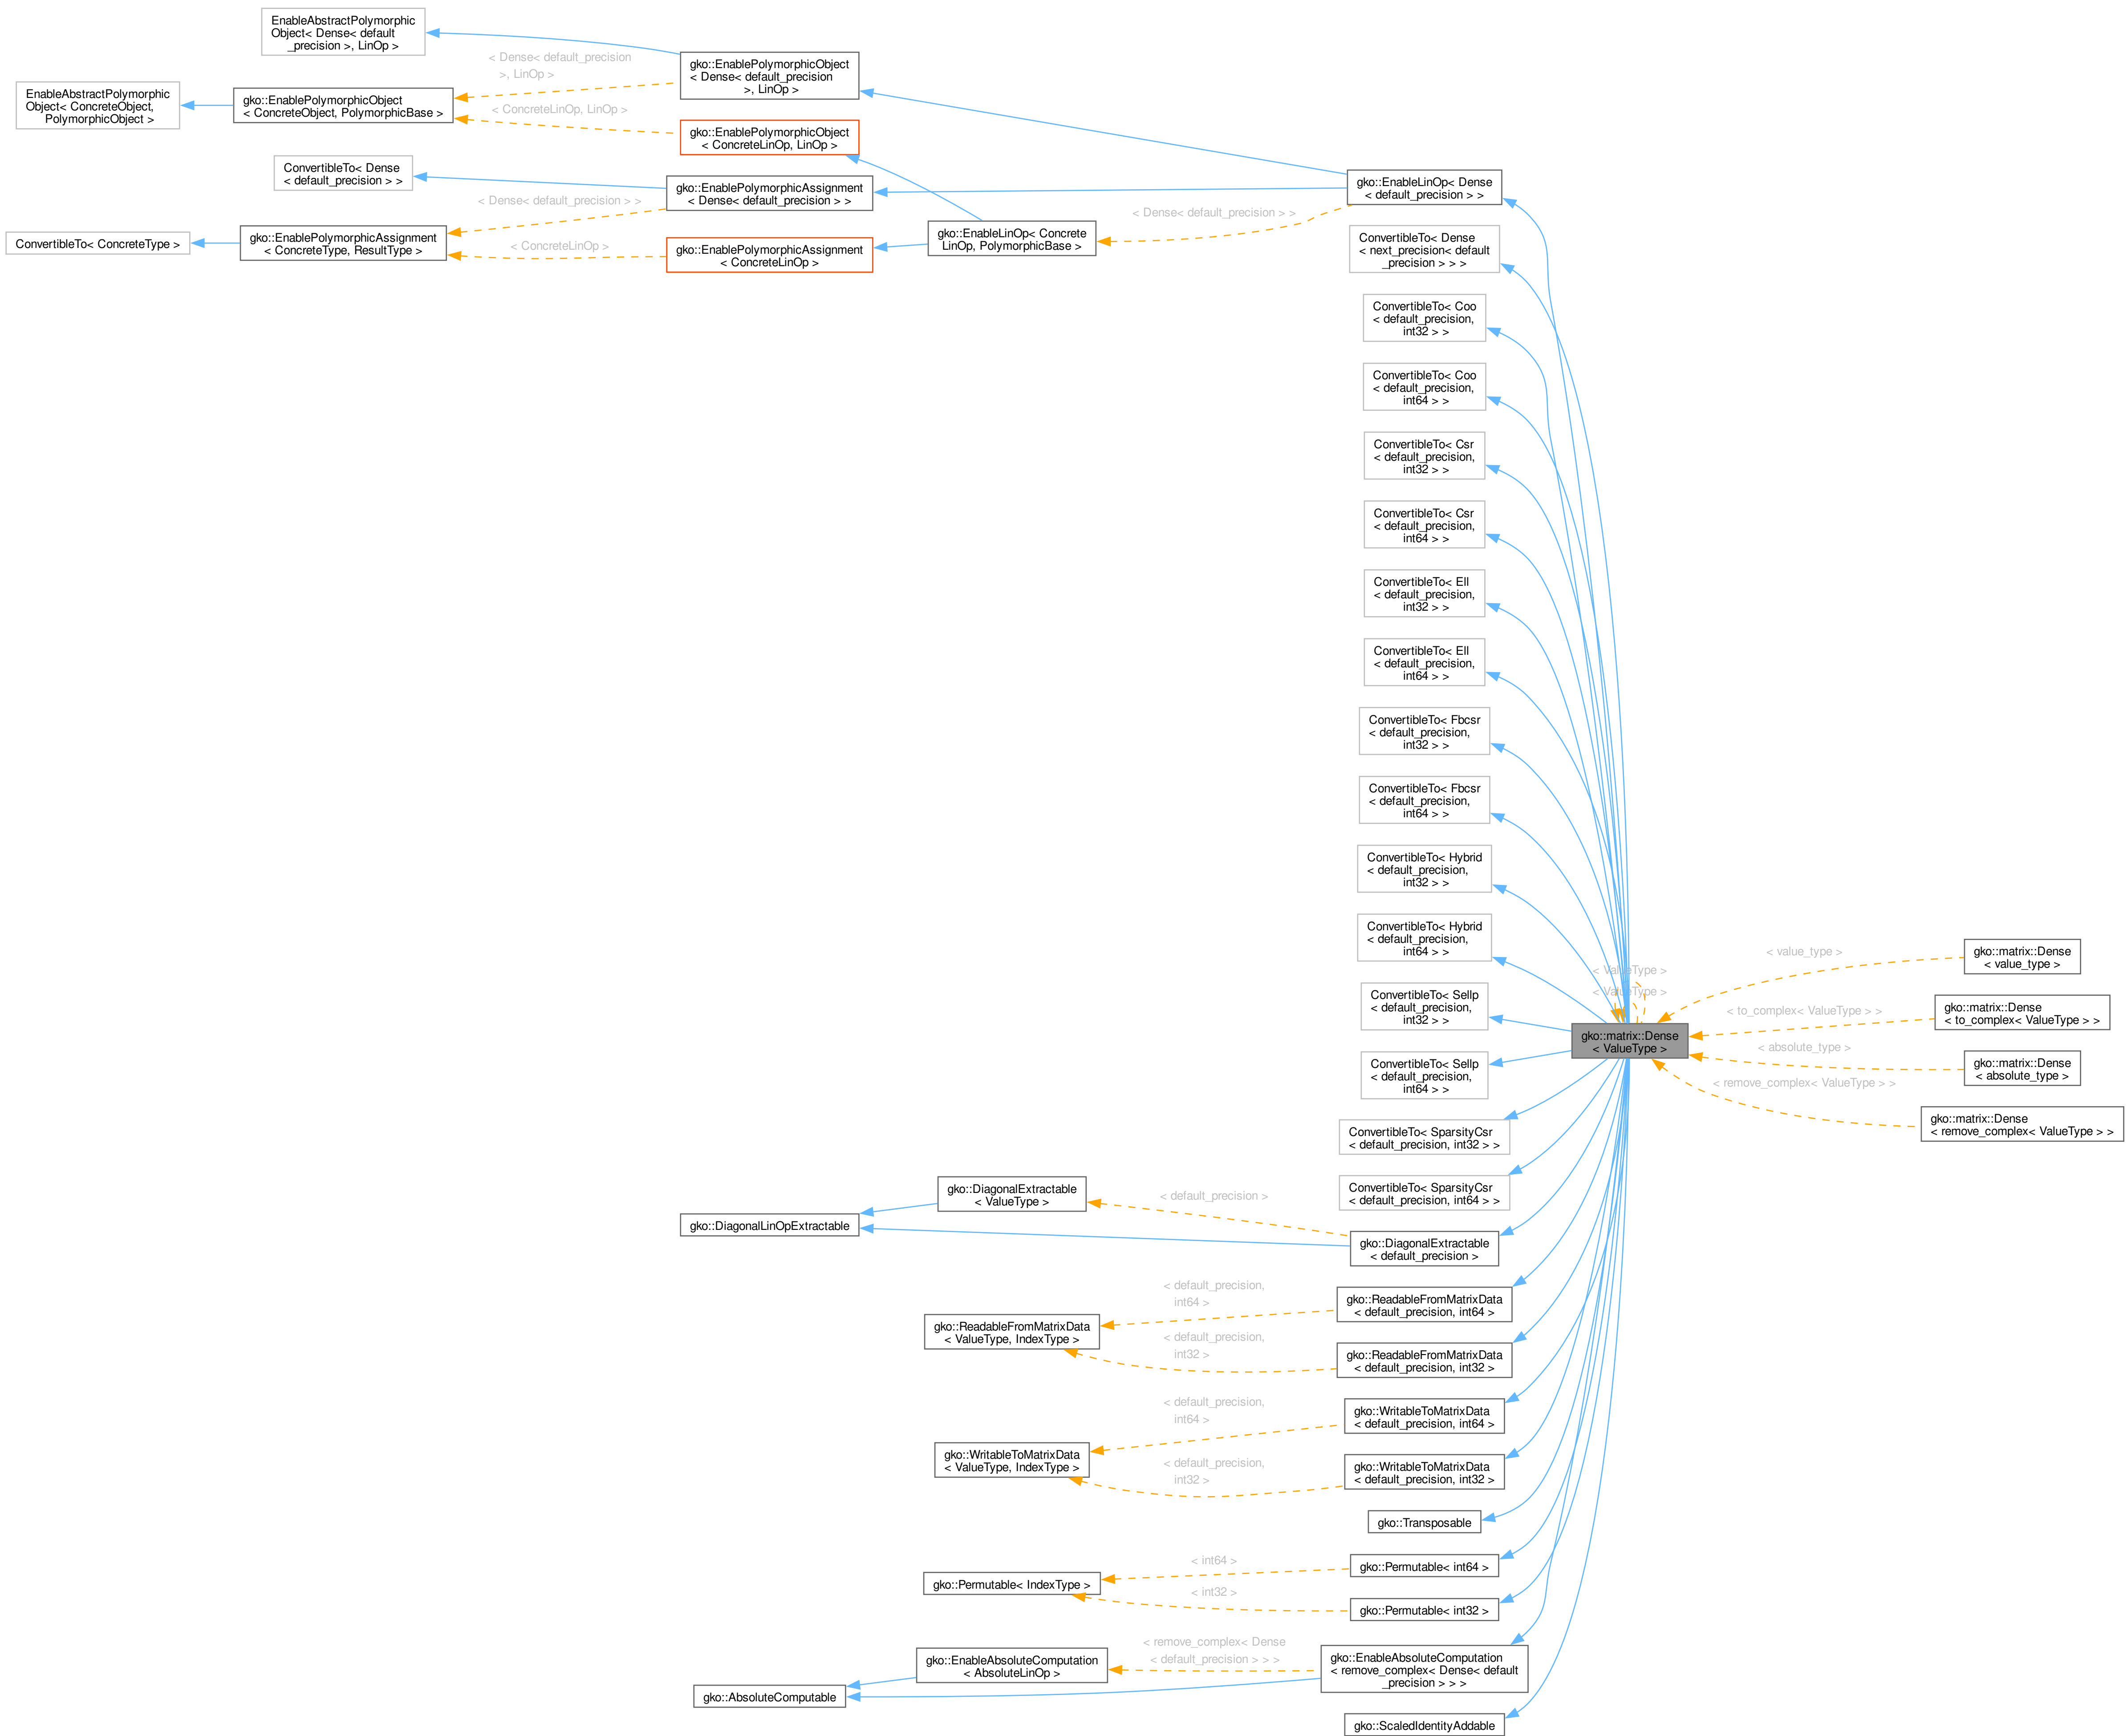 EnableAbstractPolymorphic
Object< Dense< default
_precision >, LinOp >
EnableAbstractPolymorphic
Object< ConcreteObject,
PolymorphicObject >
gko::EnablePolymorphicObject
< ConcreteObject, PolymorphicBase >
< Dense< default_precision
>, LinOp >
< ConcreteLinOp, LinOp >
gko::EnablePolymorphicObject
< Dense< default_precision
>, LinOp >
gko::EnablePolymorphicObject
< ConcreteLinOp, LinOp >
ConvertibleTo< Dense
< default_precision > >
ConvertibleTo< ConcreteType >
gko::EnablePolymorphicAssignment
< ConcreteType, ResultType >
< Dense< default_precision > >
< ConcreteLinOp >
gko::EnablePolymorphicAssignment
< Dense< default_precision > >
gko::EnablePolymorphicAssignment
< ConcreteLinOp >
gko::EnableLinOp< Concrete
LinOp, PolymorphicBase >
< Dense< default_precision > >
gko::EnableLinOp< Dense
< default_precision > >
ConvertibleTo< Dense
< next_precision< default
_precision > > >
ConvertibleTo< Coo
< default_precision,
int32 > >
ConvertibleTo< Coo
< default_precision,
int64 > >
ConvertibleTo< Csr
< default_precision,
int32 > >
ConvertibleTo< Csr
< default_precision,
int64 > >
ConvertibleTo< Ell
< default_precision,
int32 > >
ConvertibleTo< Ell
< default_precision,
int64 > >
ConvertibleTo< Fbcsr
< default_precision,
int32 > >
ConvertibleTo< Fbcsr
< default_precision,
int64 > >
ConvertibleTo< Hybrid
< default_precision,
int32 > >
ConvertibleTo< Hybrid
< default_precision,
int64 > >
ConvertibleTo< Sellp
< default_precision,
int32 > >
ConvertibleTo< Sellp
< default_precision,
int64 > >
ConvertibleTo< SparsityCsr
< default_precision, int32 > >
ConvertibleTo< SparsityCsr
< default_precision, int64 > >
< ValueType >
< ValueType >
gko::matrix::Dense
< ValueType >
< value_type >
gko::matrix::Dense
< value_type >
< to_complex< ValueType > >
gko::matrix::Dense
< to_complex< ValueType > >
< absolute_type >
gko::matrix::Dense
< absolute_type >
< remove_complex< ValueType > >
gko::matrix::Dense
< remove_complex< ValueType > >
gko::DiagonalLinOpExtractable
gko::DiagonalExtractable
< ValueType >
< default_precision >
gko::DiagonalExtractable
< default_precision >
gko::ReadableFromMatrixData
< ValueType, IndexType >
< default_precision,
int64 >
< default_precision,
int32 >
gko::ReadableFromMatrixData
< default_precision, int64 >
gko::ReadableFromMatrixData
< default_precision, int32 >
gko::WritableToMatrixData
< ValueType, IndexType >
< default_precision,
int64 >
< default_precision,
int32 >
gko::WritableToMatrixData
< default_precision, int64 >
gko::WritableToMatrixData
< default_precision, int32 >
gko::Transposable
gko::Permutable< IndexType >
< int64 >
< int32 >
gko::Permutable< int64 >
gko::Permutable< int32 >
gko::AbsoluteComputable
gko::EnableAbsoluteComputation
< AbsoluteLinOp >
< remove_complex< Dense
< default_precision > > >
gko::EnableAbsoluteComputation
< remove_complex< Dense< default
_precision > > >
gko::ScaledIdentityAddable